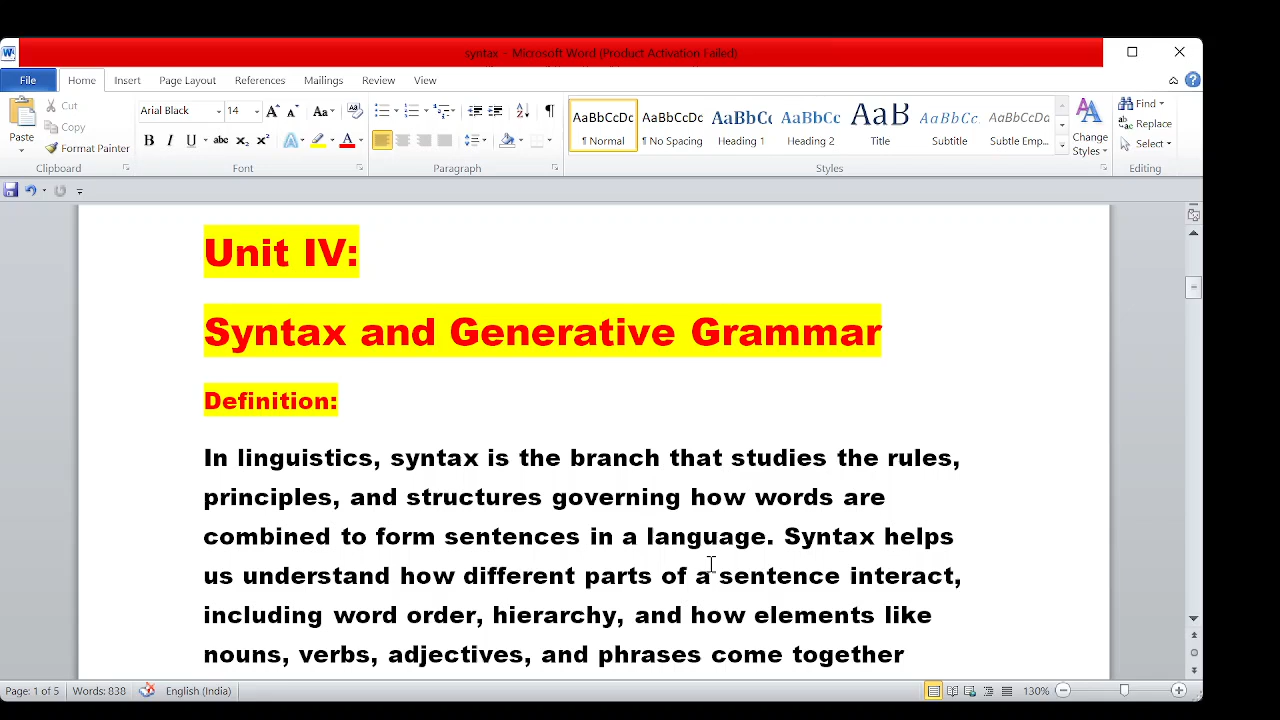 syntax - Microsoft Word (Product Activation Failed)
File Home Insert Page Layout References Mailings Review View
Paste
Cut
Copy
Format Painter
Clipboard
Arial Black 14
Font
Paragraph
AaBbCcDc AaBbCcDc AaBbCc AaBbCc AaB AaBbCc. AaBbCcDa
¶ Normal ¶ No Spacing Heading 1 Heading 2 Title Subtitle Subtle Emp...
Change
Styles
Styles
Find
Replace
Select
Editing
Unit IV:
Syntax and Generative Grammar
Definition:
In linguistics, syntax is the branch that studies the rules,
principles, and structures governing how words are
combined to form sentences in a language. Syntax helps
us understand how different parts of a sentence interact,
including word order, hierarchy, and how elements like
nouns, verbs, adjectives, and phrases come together
Page: 1 of 5 Words: 838 English (India) 130%